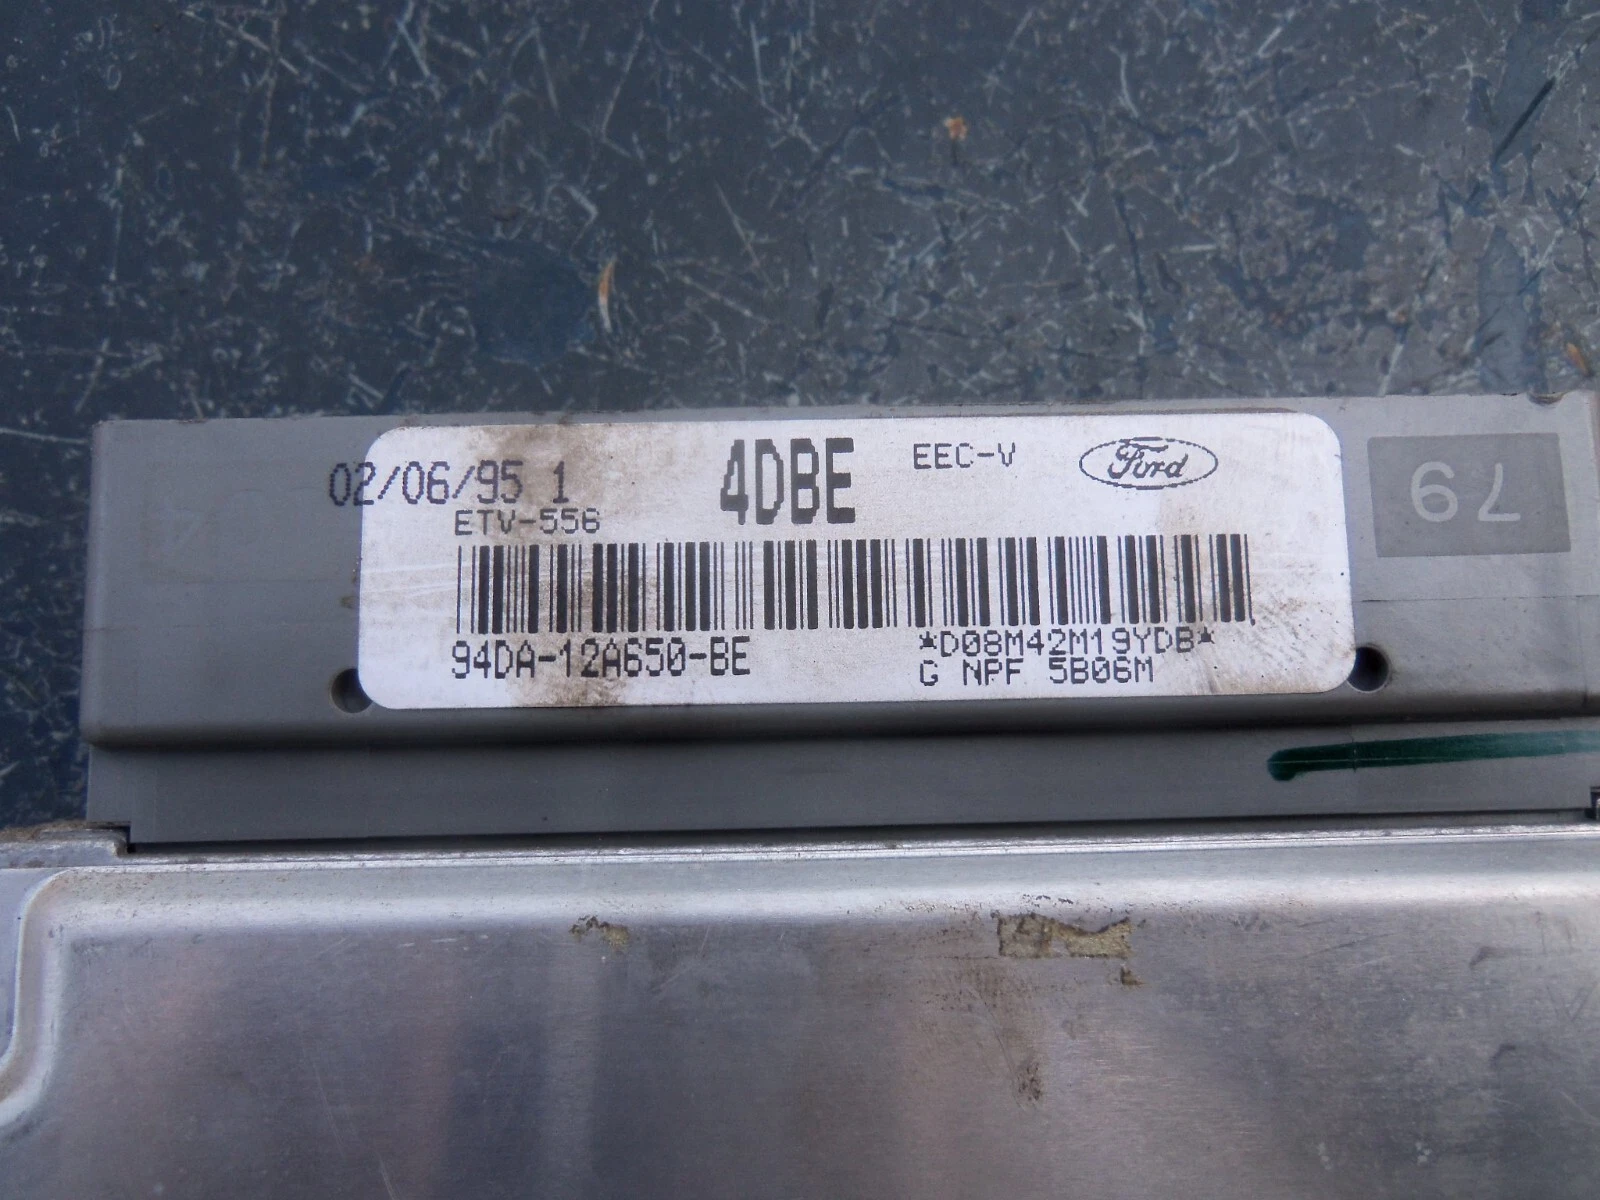 02/06/95 1
4DBE
EEC-V
Ford
79
ETV-556
94DA-12A650-BE
*D08M42M19YDB*
G NPF 5B06M